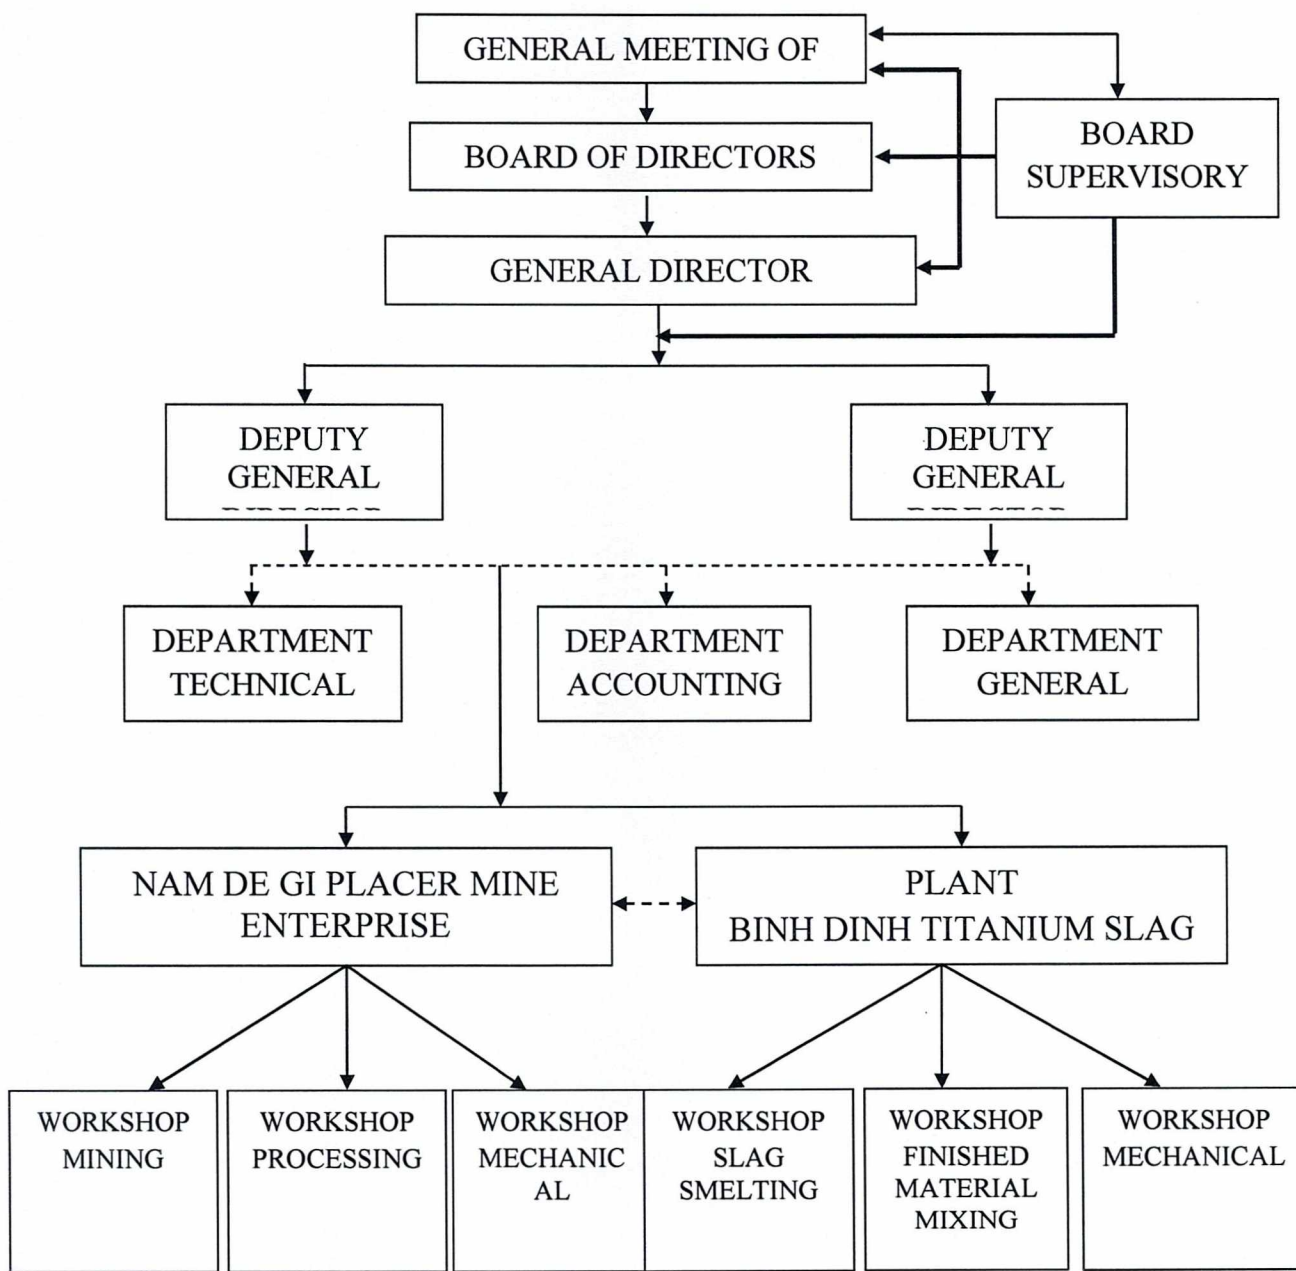 GENERAL MEETING OF
BOARD
SUPERVISORY
BOARD OF DIRECTORS
GENERAL DIRECTOR
DEPUTY
GENERAL
DEPUTY
GENERAL
DEPARTMENT
TECHNICAL
DEPARTMENT
ACCOUNTING
DEPARTMENT
GENERAL
NAM DE GI PLACER MINE
ENTERPRISE
PLANT
BINH DINH TITANIUM SLAG
WORKSHOP
MINING
WORKSHOP
PROCESSING
WORKSHOP
MECHANIC
AL
WORKSHOP
SLAG
SMELTING
WORKSHOP
FINISHED
MATERIAL
MIXING
WORKSHOP
MECHANICAL